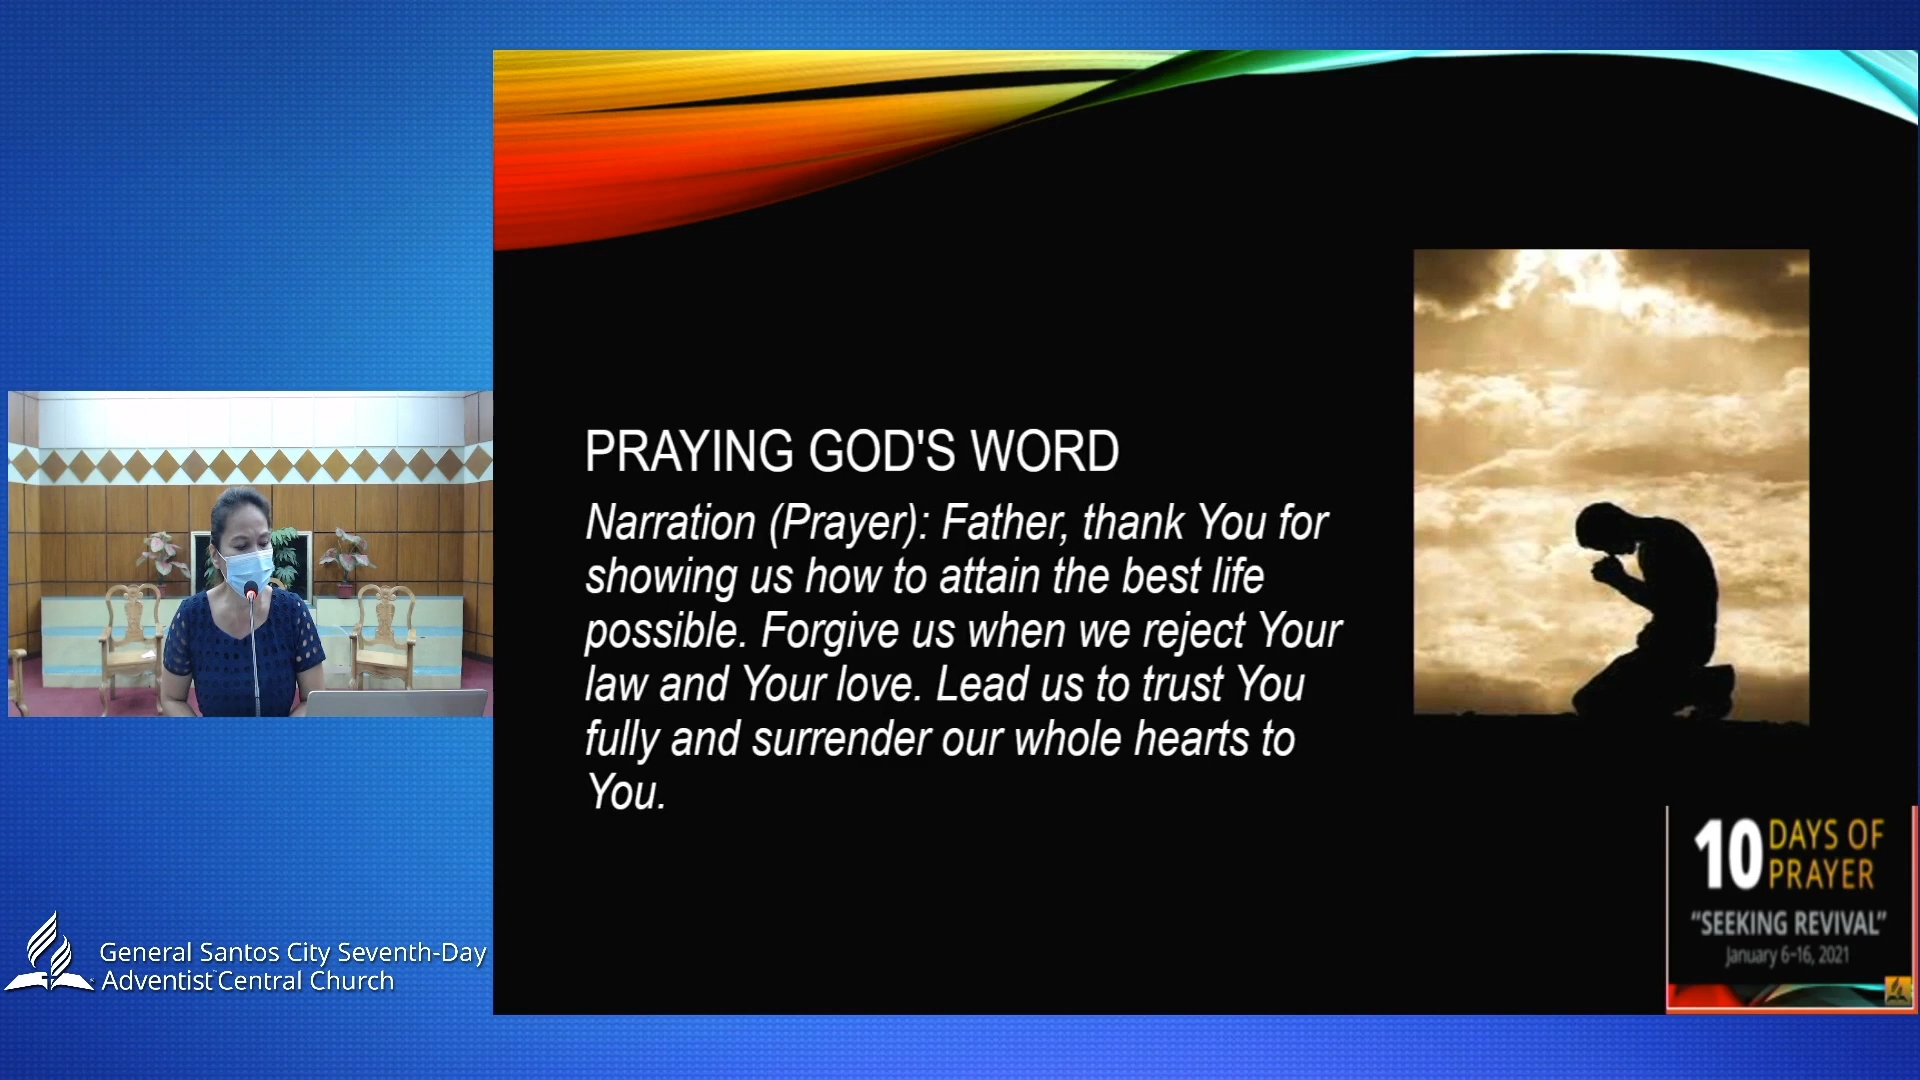 PRAYING GOD'S WORD
Narration (Prayer): Father, thank You for
showing us how to attain the best life
possible. Forgive us when we reject Your
law and Your love. Lead us to trust You
fully and surrender our whole hearts to
You.
10 DAYS OF
PRAYER
“SEEKING REVIVAL”
January 6-16, 2021
General Santos City Seventh-Day
Adventist Central Church